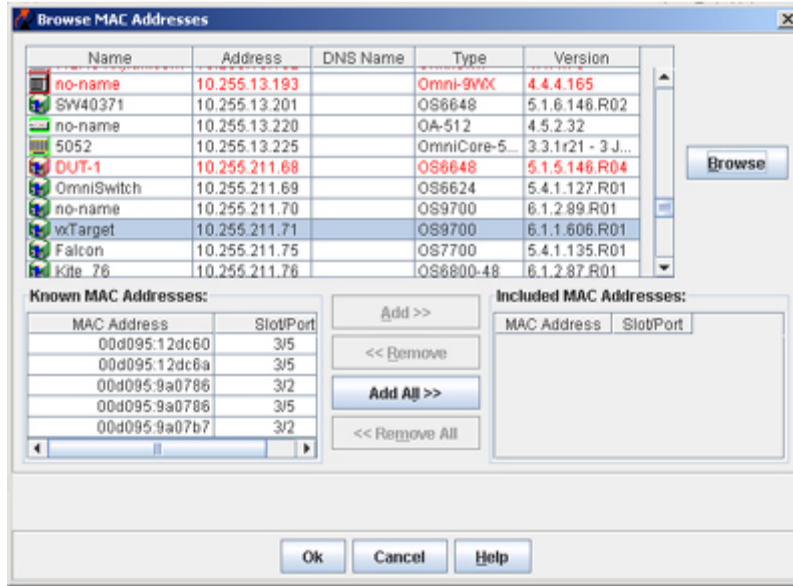 Browse MAC Addresses
Name Address DNS Name Type Version
no-name 10.255.13.193 Omni-9WX 4.4.4.165
SW40371 10.255.13.201 OS6648 5.1.6.146.R02
no-name 10.255.13.220 OA-512 4.5.2.32
5052 10.255.13.225 OmniCore-5... 3.3.1r21 - 3 J...
DUT-1 10.255.211.68 OS6648 5.1.5.146.R04
OmniSwitch 10.255.211.69 OS6624 5.4.1.127.R01
no-name 10.255.211.70 OS9700 6.1.2.89.R01
vxTarget 10.255.211.71 OS9700 6.1.1.606.R01
Falcon 10.255.211.75 OS7700 5.4.1.135.R01
Kite_76 10.255.211.76 OS6800-48 6.1.2.87.R01
Browse
Known MAC Addresses:
MAC Address Slot/Port
00d095:12dc60 3/5
00d095:12dc6a 3/5
00d095:9a0786 3/2
00d095:9a0786 3/5
00d095:9a07b7 3/2
Add >>
<< Remove
Add All >>
<< Remove All
Included MAC Addresses:
MAC Address Slot/Port
Ok Cancel Help